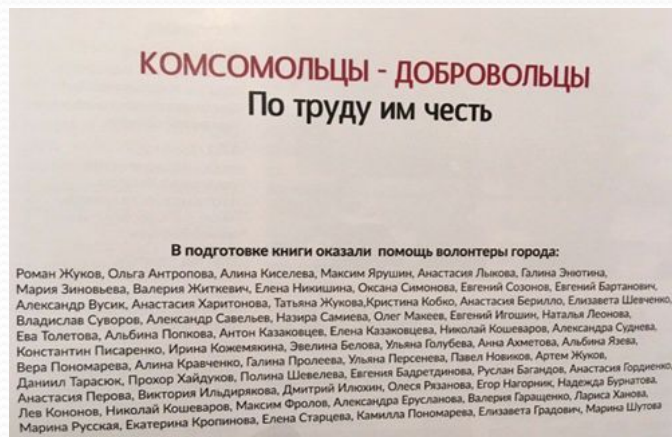 КОМСОМОЛЬЦЫ - ДОБРОВОЛЬЦЫ
По труду им честь
В подготовке книги оказали помощь волонтеры города:
Роман Жуков, Ольга Антропова, Алина Киселева, Максим Ярушин, Анастасия Лыкова, Галина Энютина,
Мария Зиновьева, Валерия Житкевич, Елена Никишина, Оксана Симонова, Евгений Созонов, Евгений Бартанович,
Александр Вусик, Анастасия Харитонова, Татьяна Жукова,Кристина Кобко, Анастасия Берилло, Елизавета Шевченко,
Владислав Суворов, Александр Савельев, Назира Самиева, Олег Макеев, Евгений Игошин, Наталья Леонова,
Ева Толетова, Альбина Попкова, Антон Казаковцев, Елена Казаковцева, Николай Кошеваров, Александра Суднева,
Константин Писаренко, Ирина Кожемякина, Эвелина Белова, Ульяна Голубева, Анна Ахметова, Альбина Язева,
Вера Пономарева, Алина Кравченко, Галина Пролеева, Ульяна Персенева, Павел Новиков, Артем Жуков,
Даниил Тарасюк, Прохор Хайдуков, Полина Шевелева, Евгения Бадретдинова, Руслан Багандов, Анастасия Гордиенко,
Анастасия Перова, Виктория Ильдирякова, Дмитрий Илюхин, Олеся Рязанова, Егор Нагорник, Надежда Бурнатова,
Лев Кононов, Николай Кошеваров, Максим Фролов, Александра Ерусланова, Валерия Гаращенко, Лариса Ханова,
Марина Русская, Екатерина Кропинова, Елена Старцева, Камилла Пономарева, Елизавета Градович, Марина Шутова